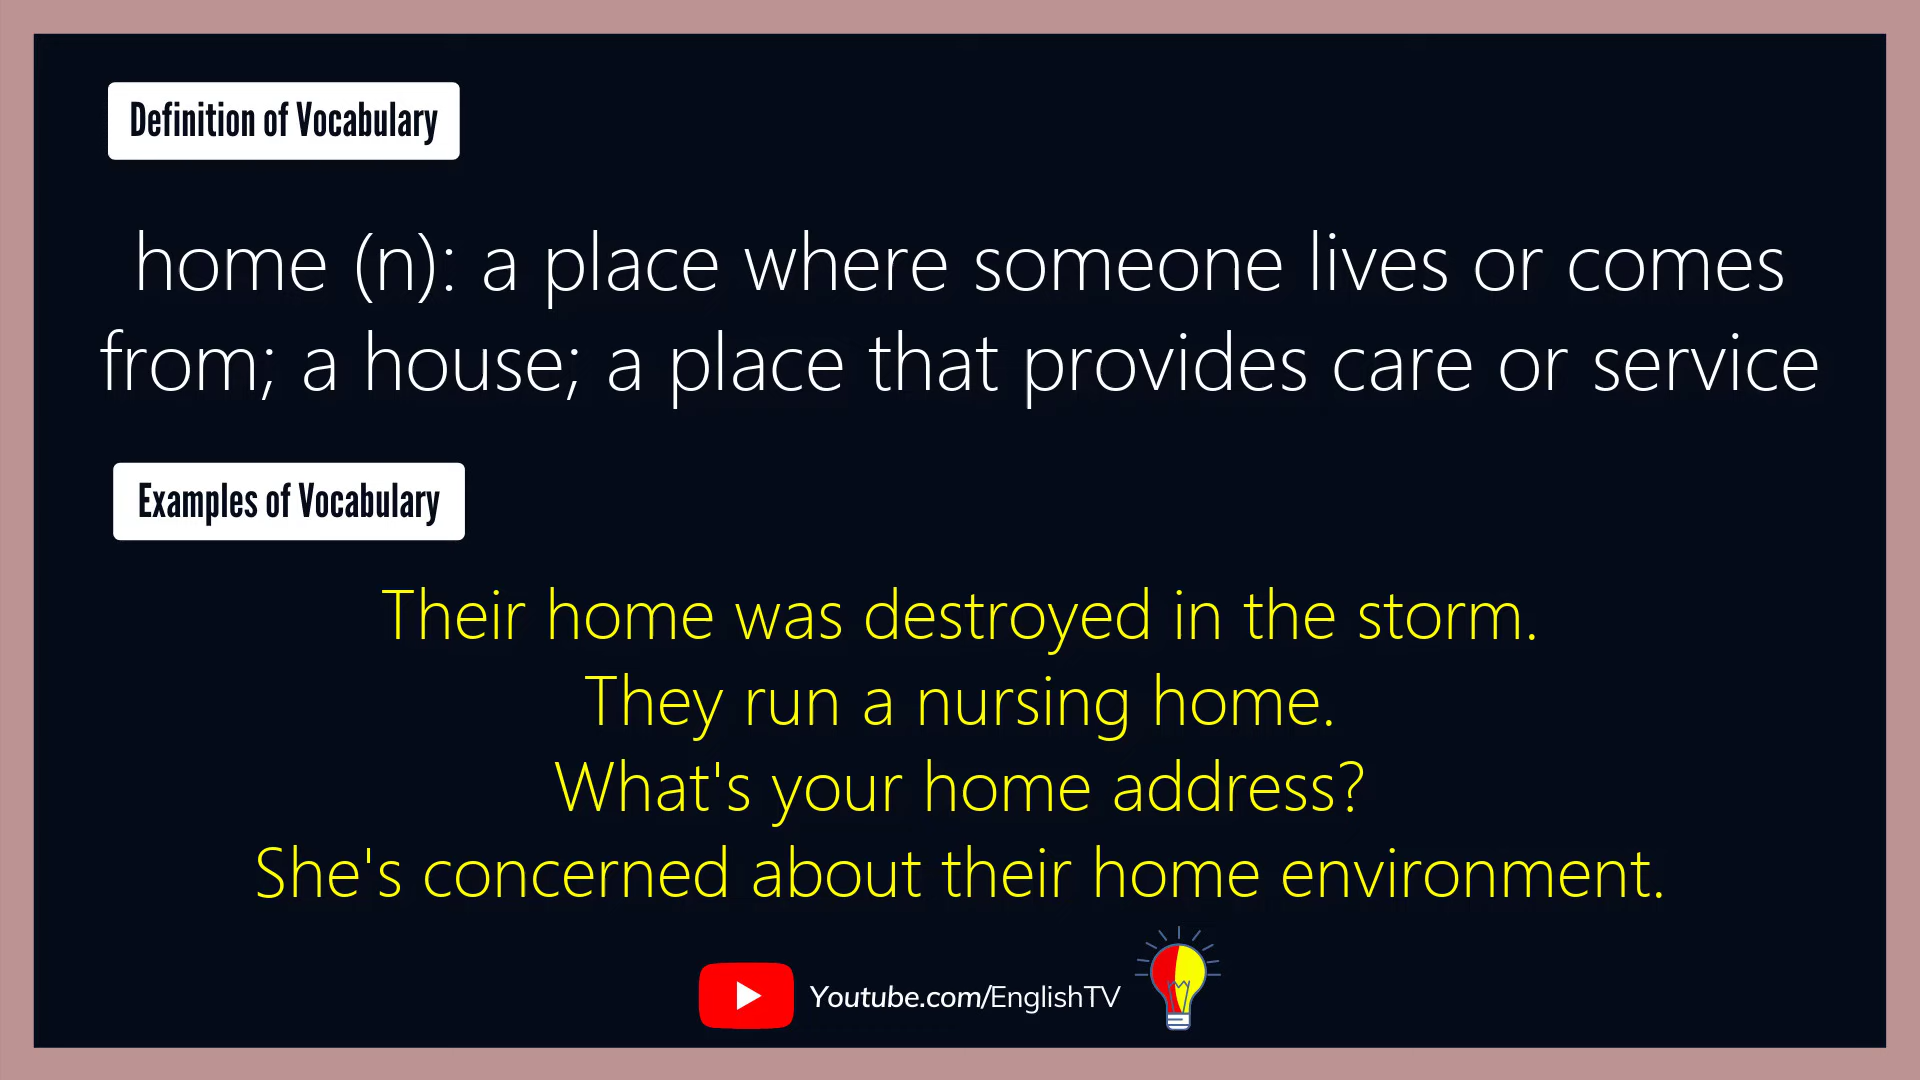 Definition of Vocabulary
home (n): a place where someone lives or comes
from; a house; a place that provides care or service
Examples of Vocabulary
Their home was destroyed in the storm.
They run a nursing home.
What's your home address?
She's concerned about their home environment.
Youtube.com/EnglishTV